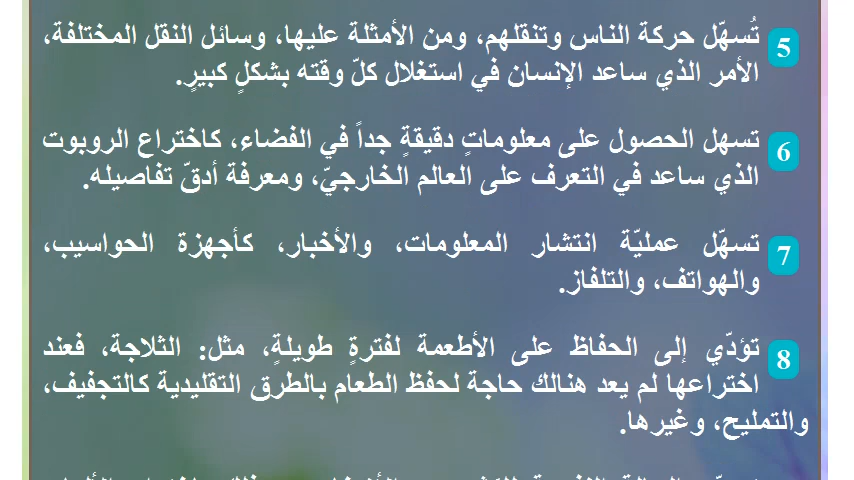 5 تُسهّل حركة الناس وتنقلهم، ومن الأمثلة عليها، وسائل النقل المختلفة،
الأمر الذي ساعد الإنسان في استغلال كلّ وقته بشكلٍ كبيرٍ.
6 تسهل الحصول على معلوماتٍ دقيقةٍ جداً في الفضاء، كاختراع الروبوت
الذي ساعد في التعرف على العالم الخارجيّ، ومعرفة أدقّ تفاصيله.
7 تسهّل عمليّة انتشار المعلومات، والأخبار، كأجهزة الحواسيب،
والهواتف، والتلفاز.
8 تؤدّي إلى الحفاظ على الأطعمة لفترةٍ طويلةٍ، مثل: الثلاجة، فعند
اختراعها لم يعد هنالك حاجة لحفظ الطعام بالطرق التقليدية كالتجفيف،
والتمليح، وغيرها.